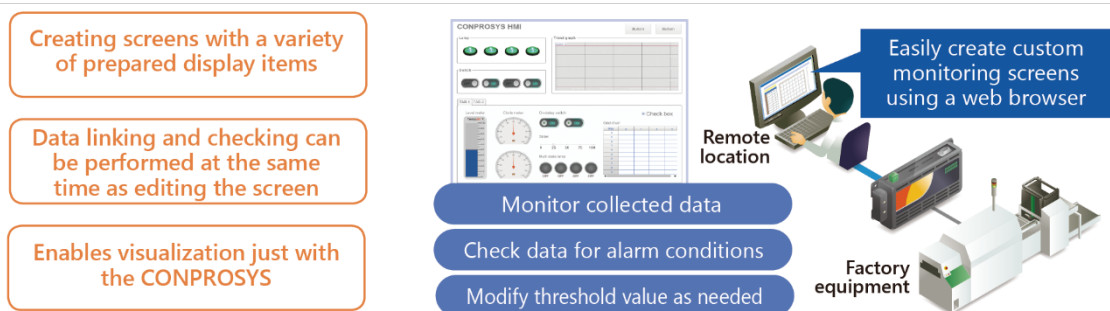 Creating screens with a variety
of prepared display items
Data linking and checking can
be performed at the same
time as editing the screen
Enables visualization just with
the CONPROSYS
CONPROSYS HMI
Monitor collected data
Check data for alarm conditions
Modify threshold value as needed
Easily create custom
monitoring screens
using a web browser
Remote
location
Factory
equipment
Check box